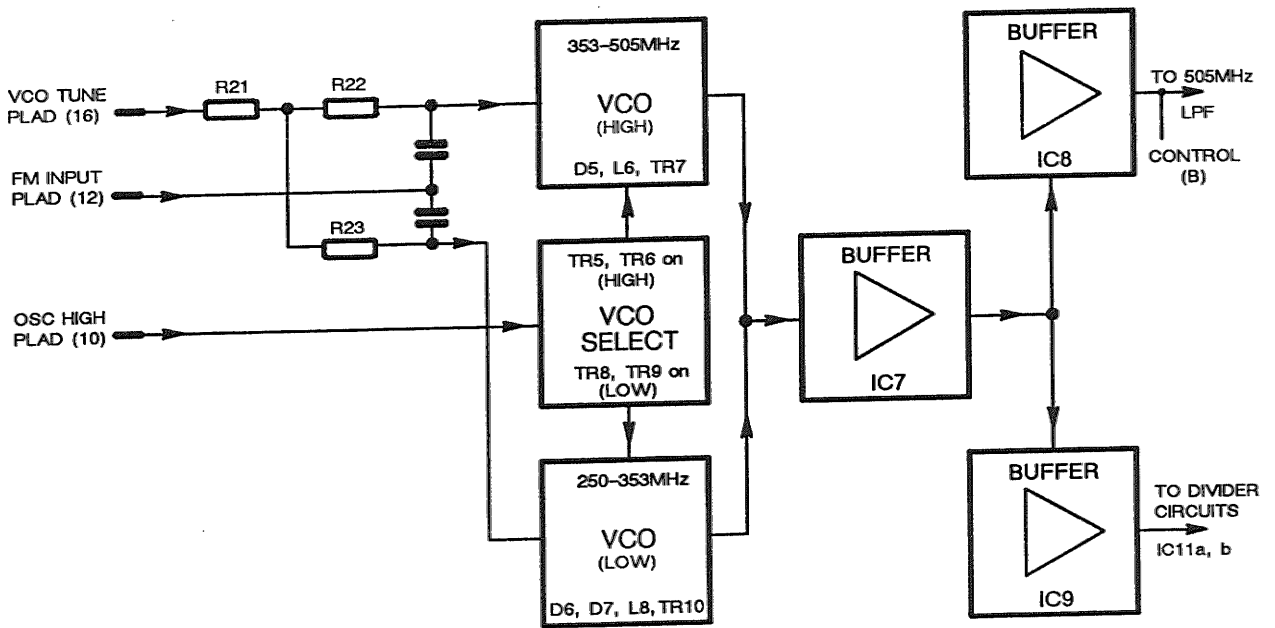 VCO TUNE
PLAD (16)
R21
R22
FM INPUT
PLAD (12)
R23
OSC HIGH
PLAD (10)
353–505MHz
VCO
(HIGH)
D5, L6, TR7
TR5, TR6 on
(HIGH)
VCO
SELECT
TR8, TR9 on
(LOW)
250–353MHz
VCO
(LOW)
D6, D7, L8, TR10
BUFFER
IC7
BUFFER
IC8
TO 505MHz
LPF
CONTROL
(B)
BUFFER
IC9
TO DIVIDER
CIRCUITS
IC11a, b